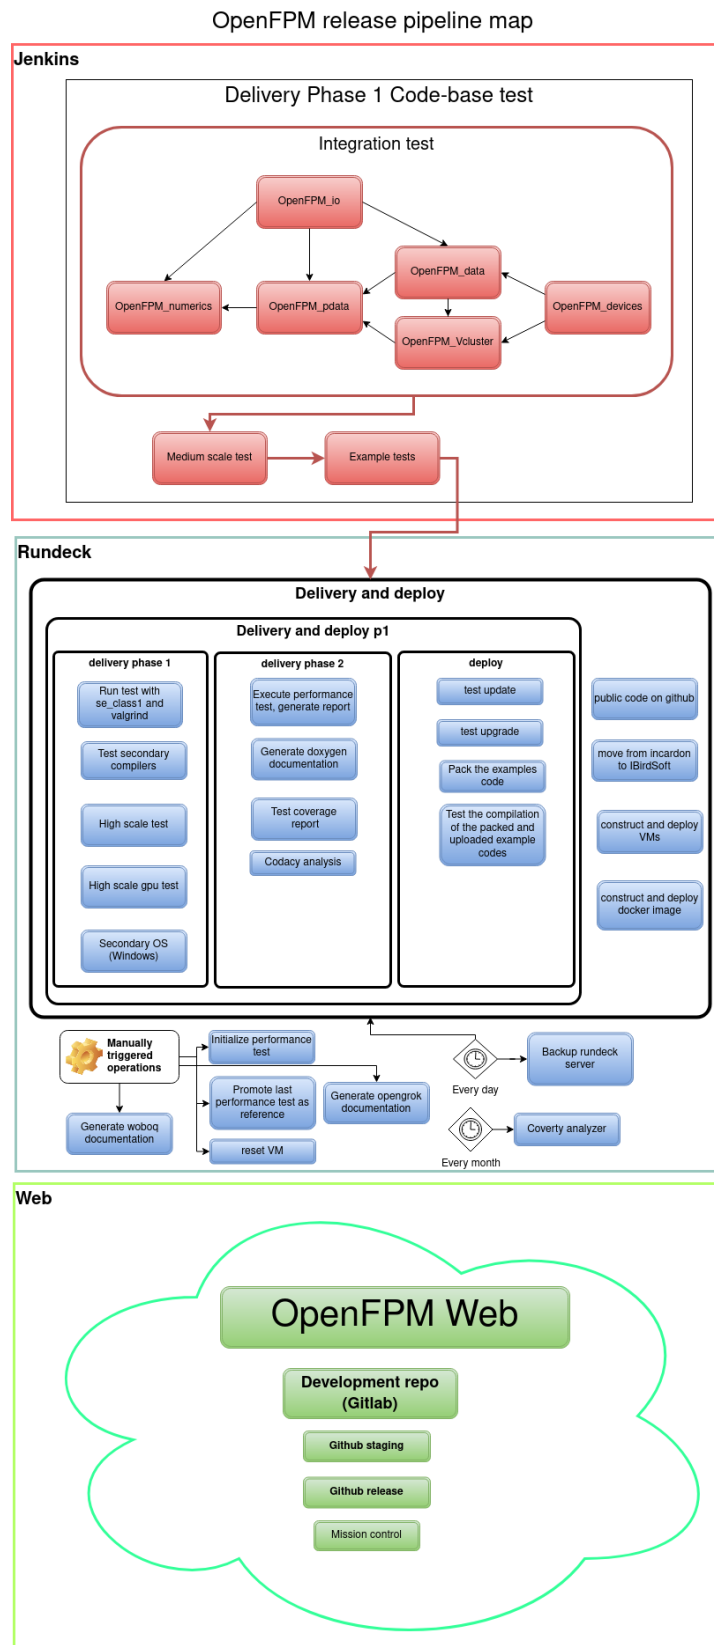 OpenFPM release pipeline map
Jenkins
Delivery Phase 1 Code-base test
Integration test
OpenFPM_io
OpenFPM_data
OpenFPM_numerics
OpenFPM_pdata
OpenFPM_devices
OpenFPM_Vcluster
Medium scale test
Example tests
Rundeck
Delivery and deploy
Delivery and deploy p1
delivery phase 1
Run test with
se_class1 and
valgrind
Test secondary
compilers
High scale test
High scale gpu test
Secondary OS
(Windows)
delivery phase 2
Execute performance
test, generate report
Generate doxygen
documentation
Test coverage
report
Codacy analysis
deploy
test update
test upgrade
Pack the examples
code
Test the compilation
of the packed and
uploaded example
codes
public code on github
move from incardon
to IBirdSoft
construct and deploy
VMs
construct and deploy
docker image
Manually
triggered
operations
Initialize performance
test
Promote last
performance test as
reference
reset VM
Generate woboq
documentation
Generate opengrok
documentation
Every day
Backup rundeck
server
Every month
Coverty analyzer
Web
OpenFPM Web
Development repo
(Gitlab)
Github staging
Github release
Mission control